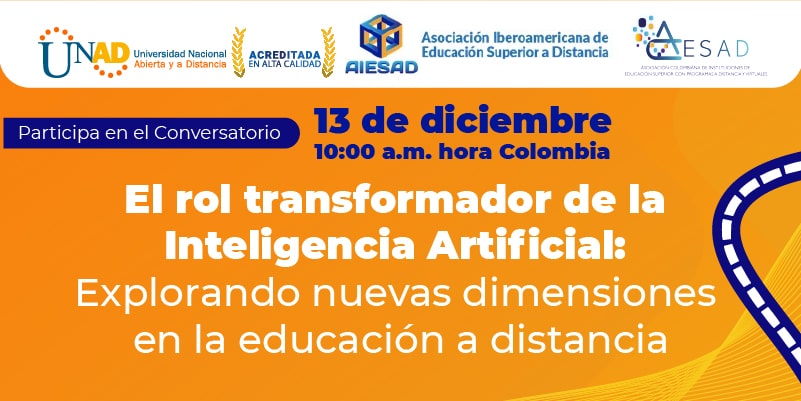 UNAD
Universidad Nacional
Abierta y a Distancia
ACREDITADA
EN ALTA CALIDAD
AIESAD
Asociación Iberoamericana de
Educación Superior a Distancia
ACESAD
ASOCIACIÓN COLOMBIANA DE INSTITUCIONES DE
EDUCACIÓN SUPERIOR CON PROGRAMAS A DISTANCIA Y VIRTUALES
Participa en el Conversatorio
13 de diciembre
10:00 a.m. hora Colombia
El rol transformador de la
Inteligencia Artificial:
Explorando nuevas dimensiones
en la educación a distancia